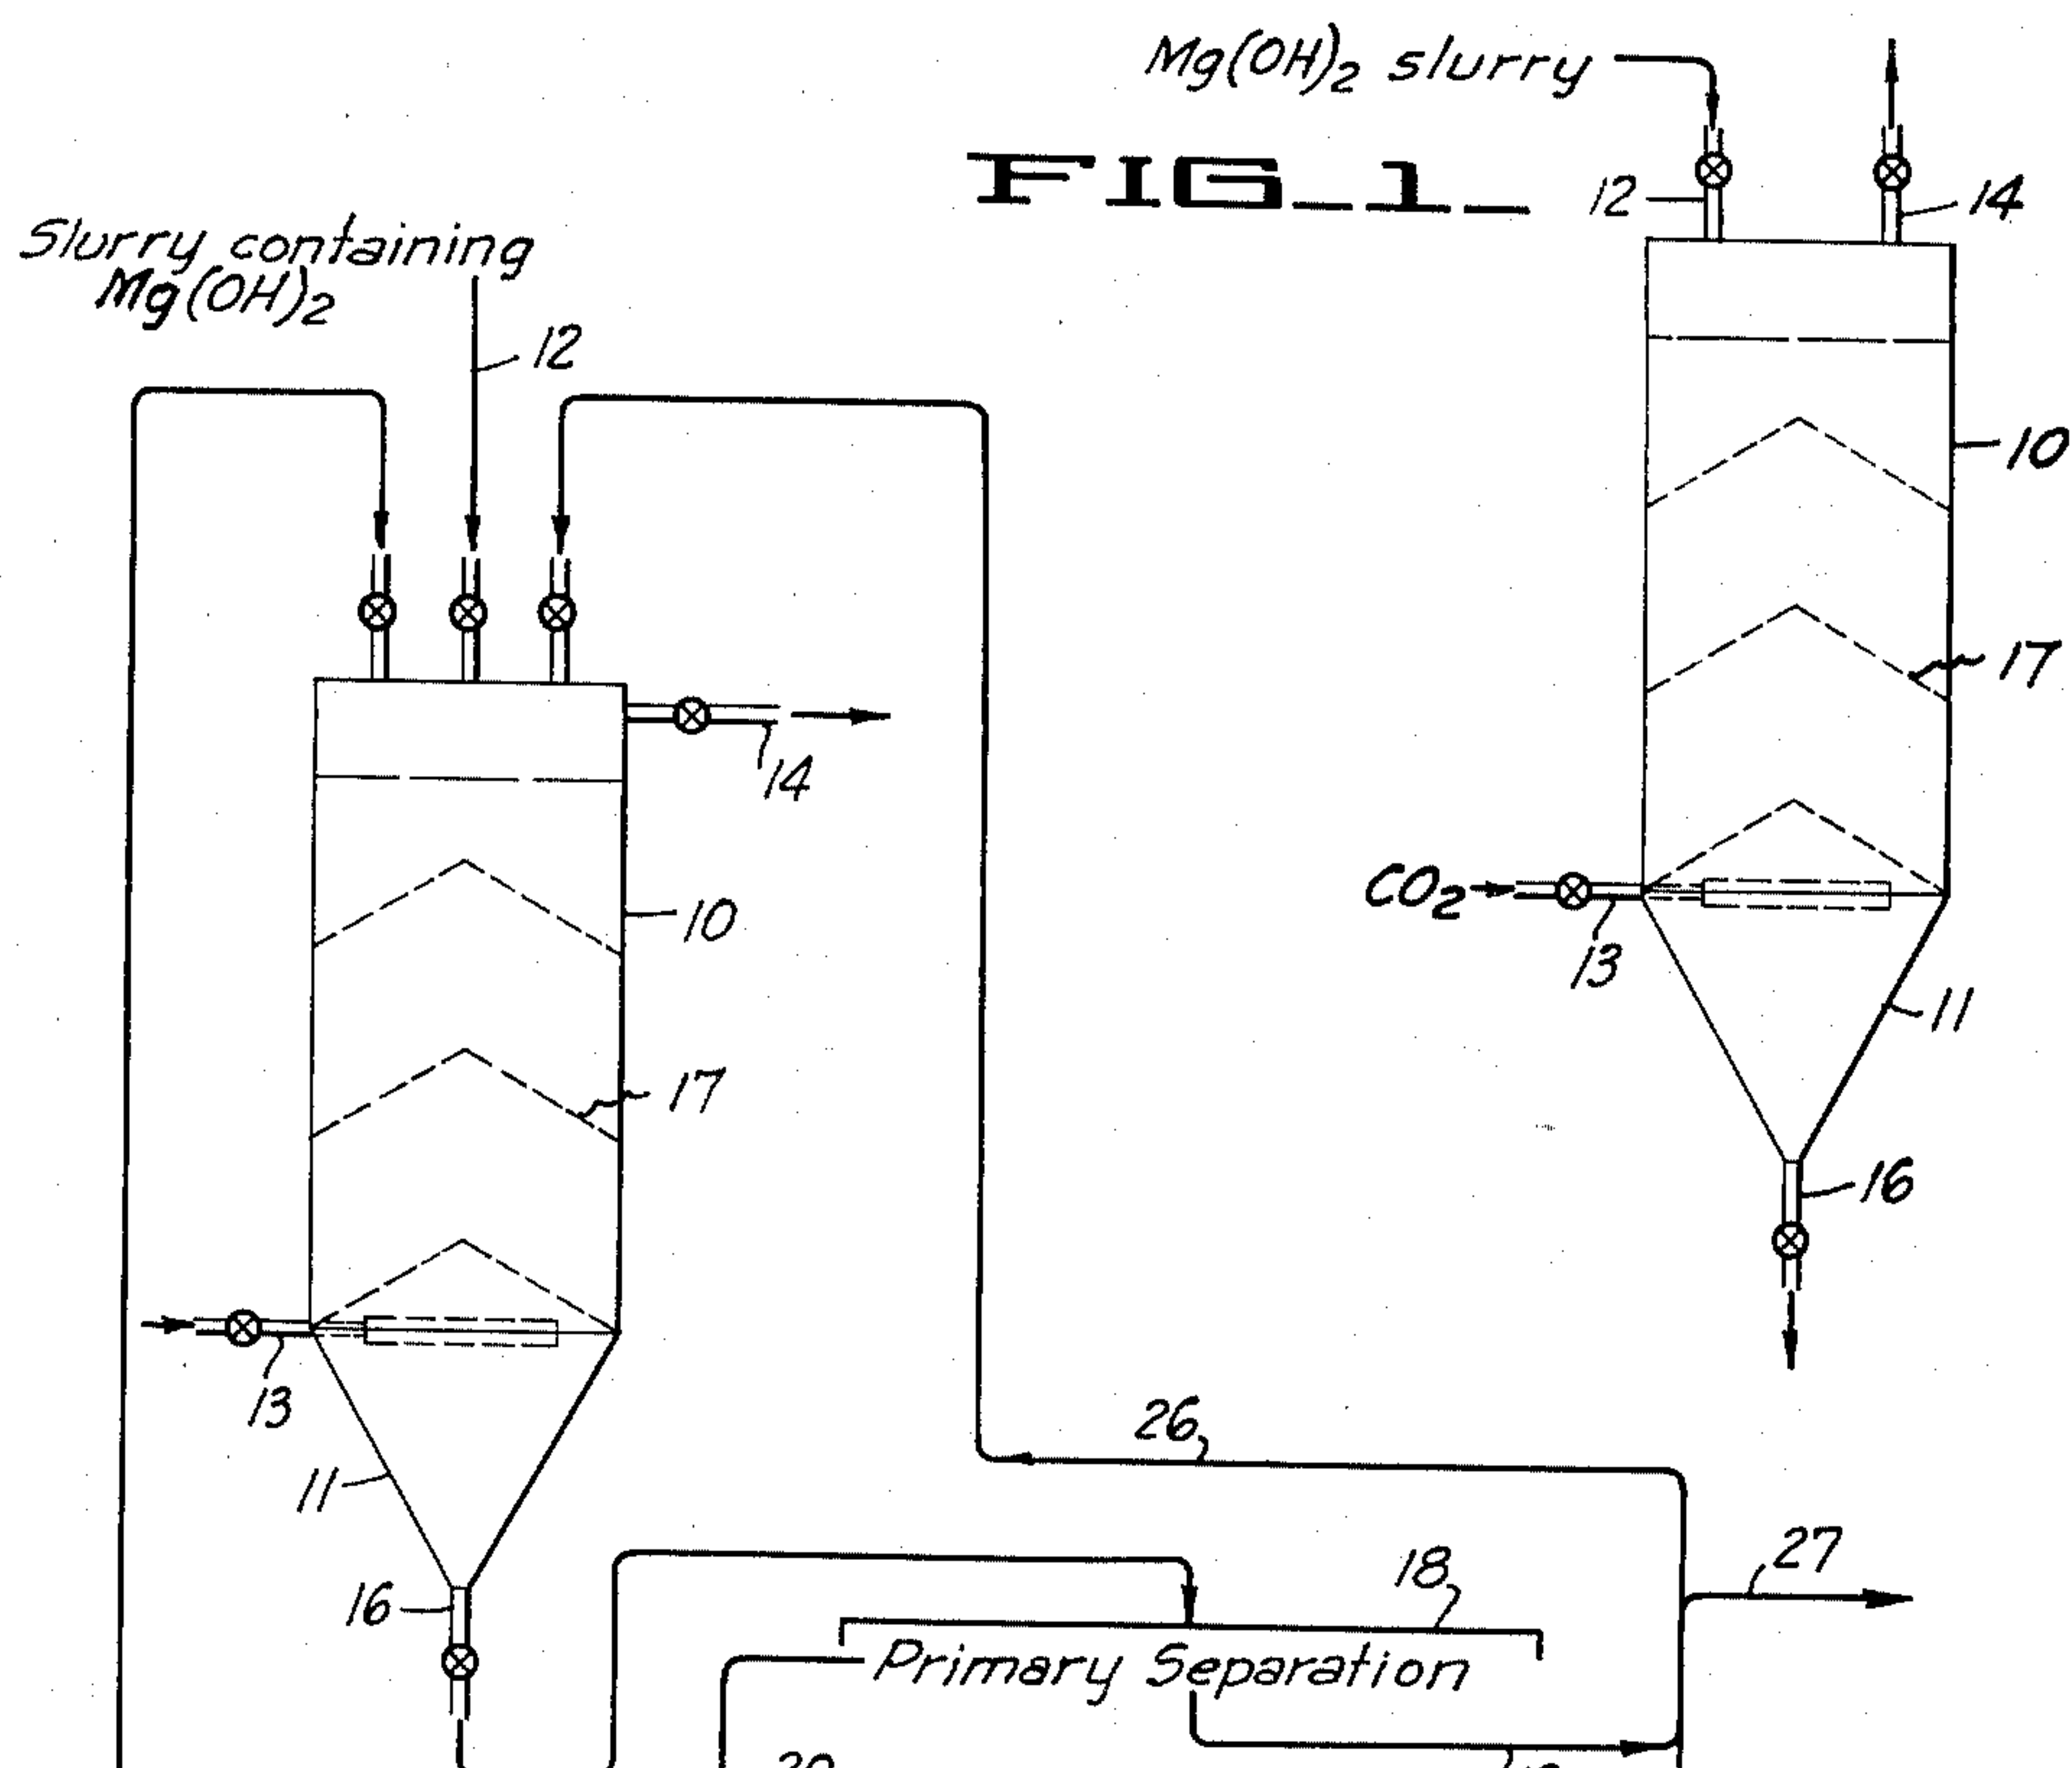 Mg(OH)2 slurry
FIG_1_
12
14
10
17
CO2
13
11
16
Slurry containing
Mg(OH)2
12
14
10
17
13
11
16
26
27
18
Primary Separation